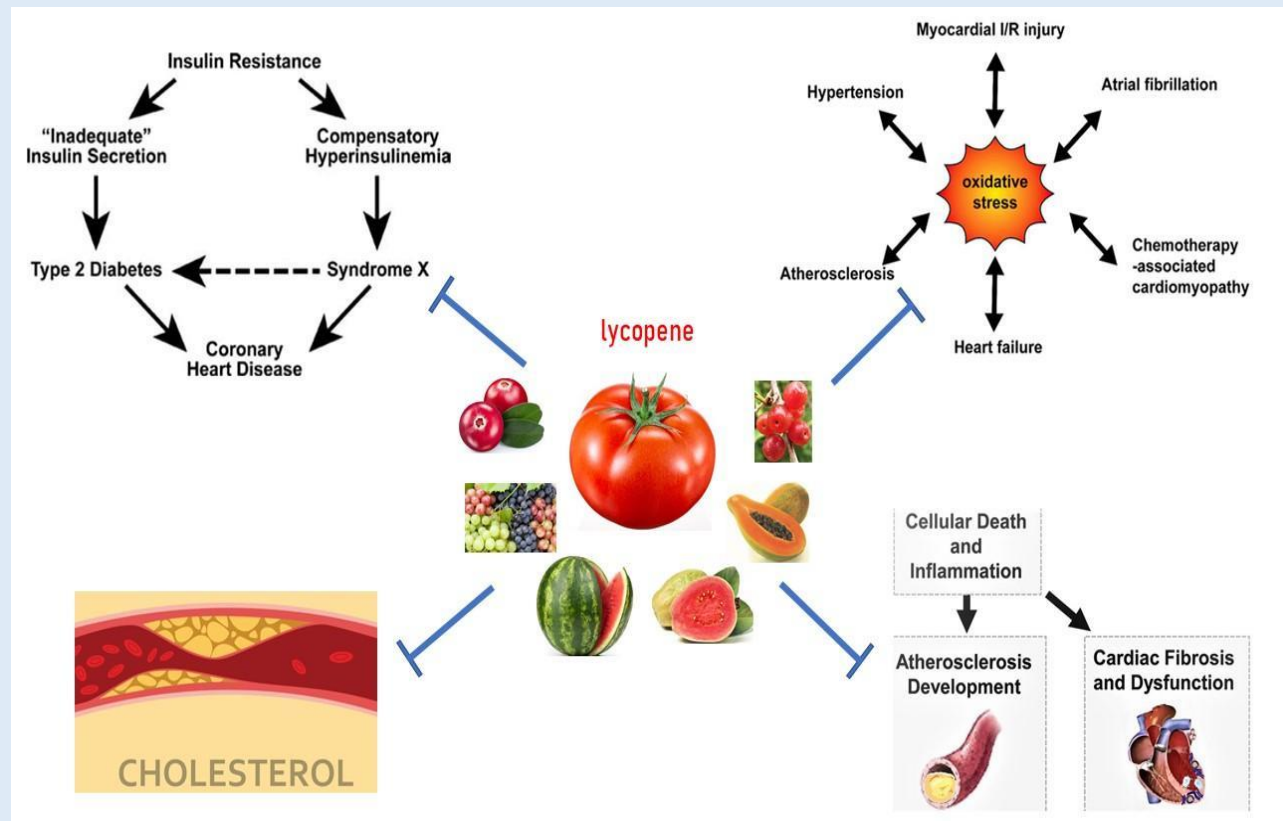 Insulin Resistance
“Inadequate”
Insulin Secretion
Compensatory
Hyperinsulinemia
Type 2 Diabetes
Syndrome X
Coronary
Heart Disease
Myocardial I/R injury
Hypertension
Atrial fibrillation
oxidative
stress
Atherosclerosis
Chemotherapy
-associated
cardiomyopathy
Heart failure
lycopene
CHOLESTEROL
Cellular Death
and
Inflammation
Atherosclerosis
Development
Cardiac Fibrosis
and Dysfunction